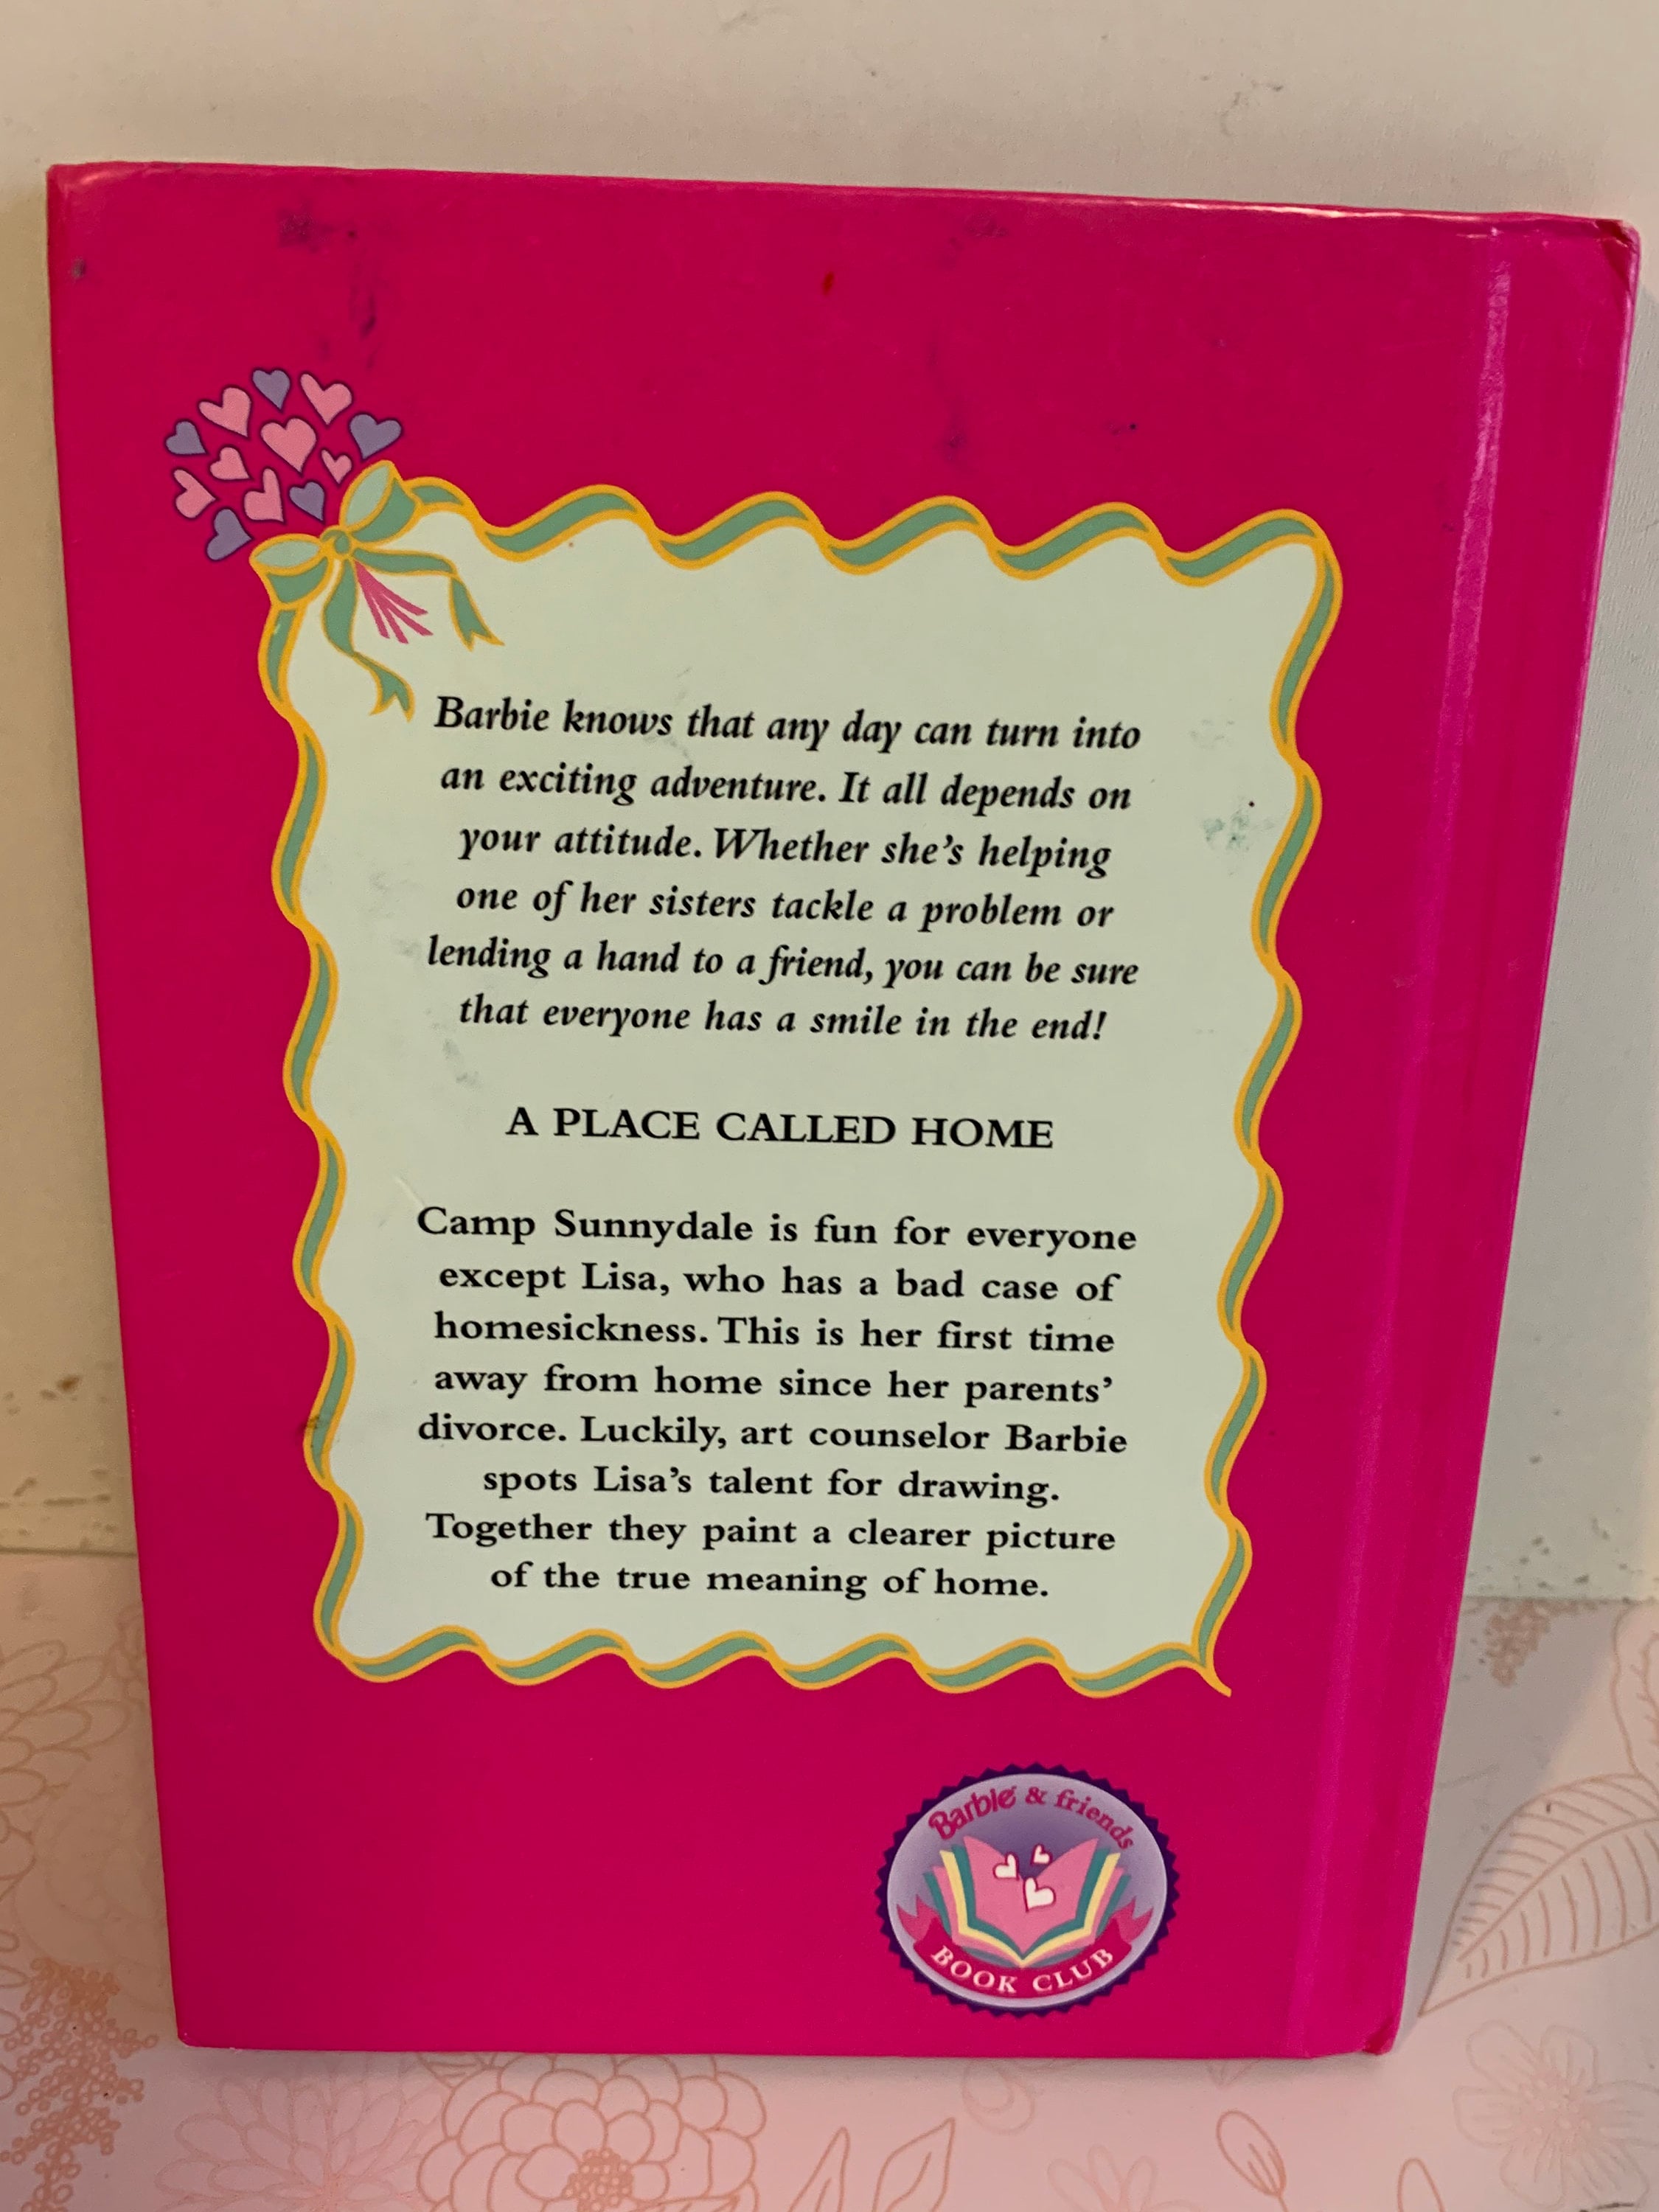 Barbie knows that any day can turn into
an exciting adventure. It all depends on
your attitude. Whether she's helping
one of her sisters tackle a problem or
lending a hand to a friend, you can be sure
that everyone has a smile in the end!
A PLACE CALLED HOME
Camp Sunnydale is fun for everyone
except Lisa, who has a bad case of
homesickness. This is her first time
away from home since her parents'
divorce. Luckily, art counselor Barbie
spots Lisa's talent for drawing.
Together they paint a clearer picture
of the true meaning of home.
Barbie & friends
BOOK CLUB